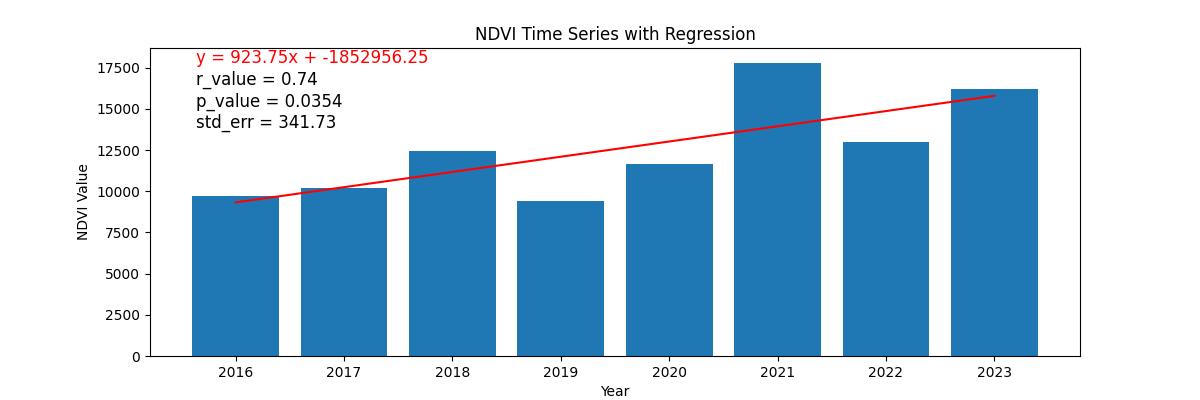 NDVI Time Series with Regression
y = 923.75x + -1852956.25
r_value = 0.74
p_value = 0.0354
std_err = 341.73
NDVI Value
17500
15000
12500
10000
7500
5000
2500
0
2016 2017 2018 2019 2020 2021 2022 2023
Year